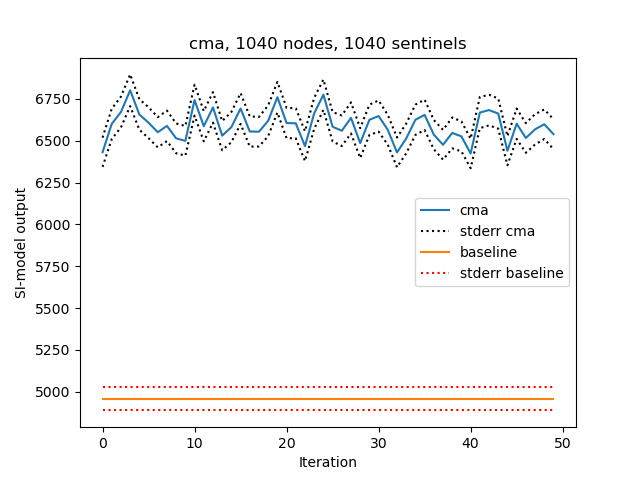 cma, 1040 nodes, 1040 sentinels
6750
6500
6250
6000
5750
5500
5250
5000
SI-model output
cma
stderr cma
baseline
stderr baseline
0
10
20
30
40
50
Iteration